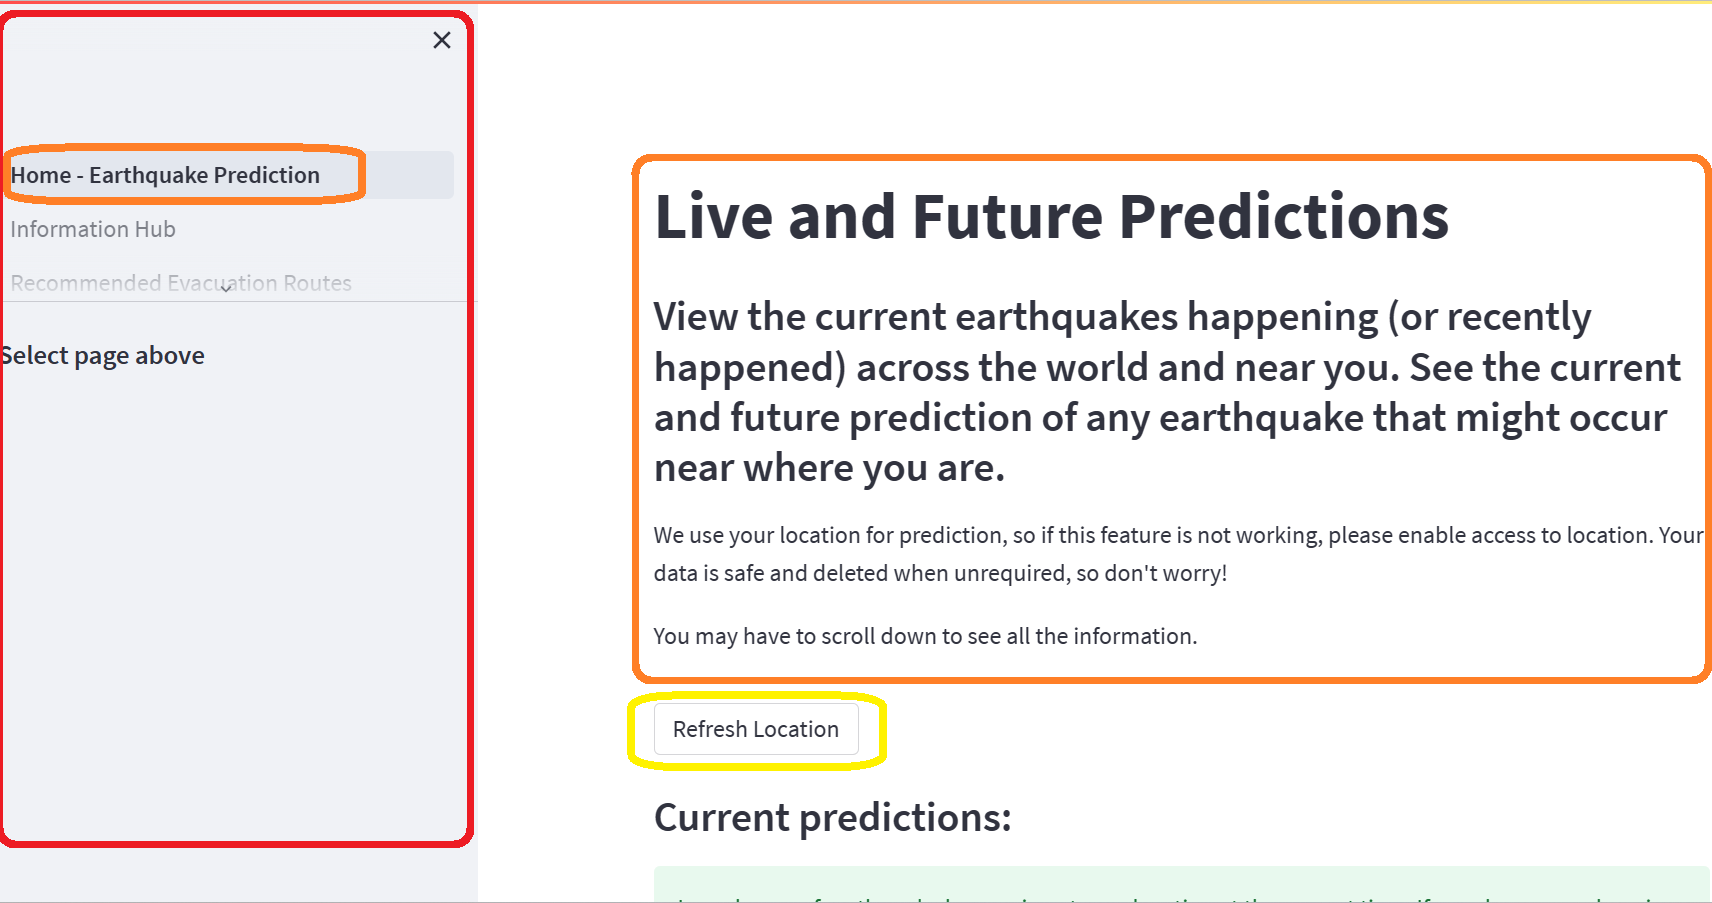 Home - Earthquake Prediction
Information Hub
Recommended Evacuation Routes
Select page above
Live and Future Predictions
View the current earthquakes happening (or recently
happened) across the world and near you. See the current
and future prediction of any earthquake that might occur
near where you are.
We use your location for prediction, so if this feature is not working, please enable access to location. Your
data is safe and deleted when unrequired, so don't worry!
You may have to scroll down to see all the information.
Refresh Location
Current predictions: